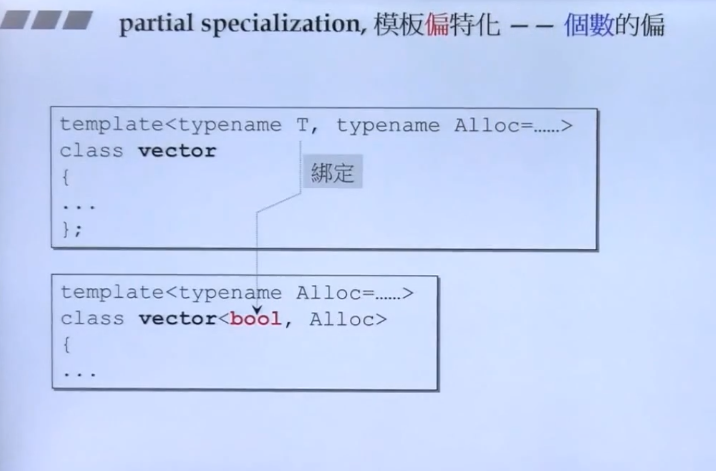 partial specialization, 模板偏特化 -- 個數的偏
template<typename T, typename Alloc=……>
class vector
{
綁定
...
};
template<typename Alloc=……>
class vector<bool, Alloc>
{
...